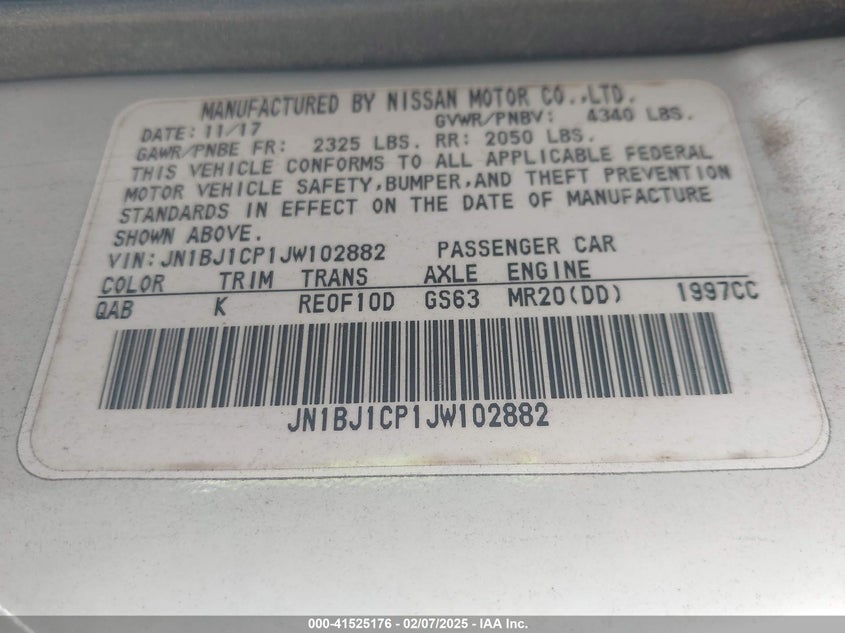 MANUFACTURED BY NISSAN MOTOR CO.,LTD.
DATE: 11/17 GVWR/PNBV: 4340 LBS.
GAWR/PNBE FR: 2325 LBS. RR: 2050 LBS.
THIS VEHICLE CONFORMS TO ALL APPLICABLE FEDERAL
MOTOR VEHICLE SAFETY,BUMPER,AND THEFT PREVENTION
STANDARDS IN EFFECT ON THE DATE OF MANUFACTURE
SHOWN ABOVE.
VIN:JN1BJ1CP1JW102882 PASSENGER CAR
COLOR TRIM TRANS AXLE ENGINE
QAB K RE0F10D GS63 MR20(DD) 1997CC
JN1BJ1CP1JW102882
000-41525176 - 02/07/2025 - IAA Inc.